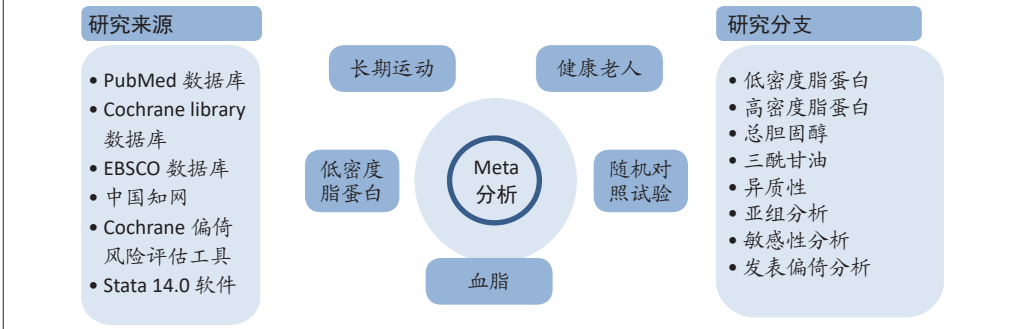 研究来源
• PubMed 数据库
• Cochrane library
数据库
• EBSCO 数据库
• 中国知网
• Cochrane 偏倚
风险评估工具
• Stata 14.0 软件
长期运动
健康老人
低密度
脂蛋白
Meta
分析
随机对
照试验
血脂
研究分支
• 低密度脂蛋白
• 高密度脂蛋白
• 总胆固醇
• 三酰甘油
• 异质性
• 亚组分析
• 敏感性分析
• 发表偏倚分析